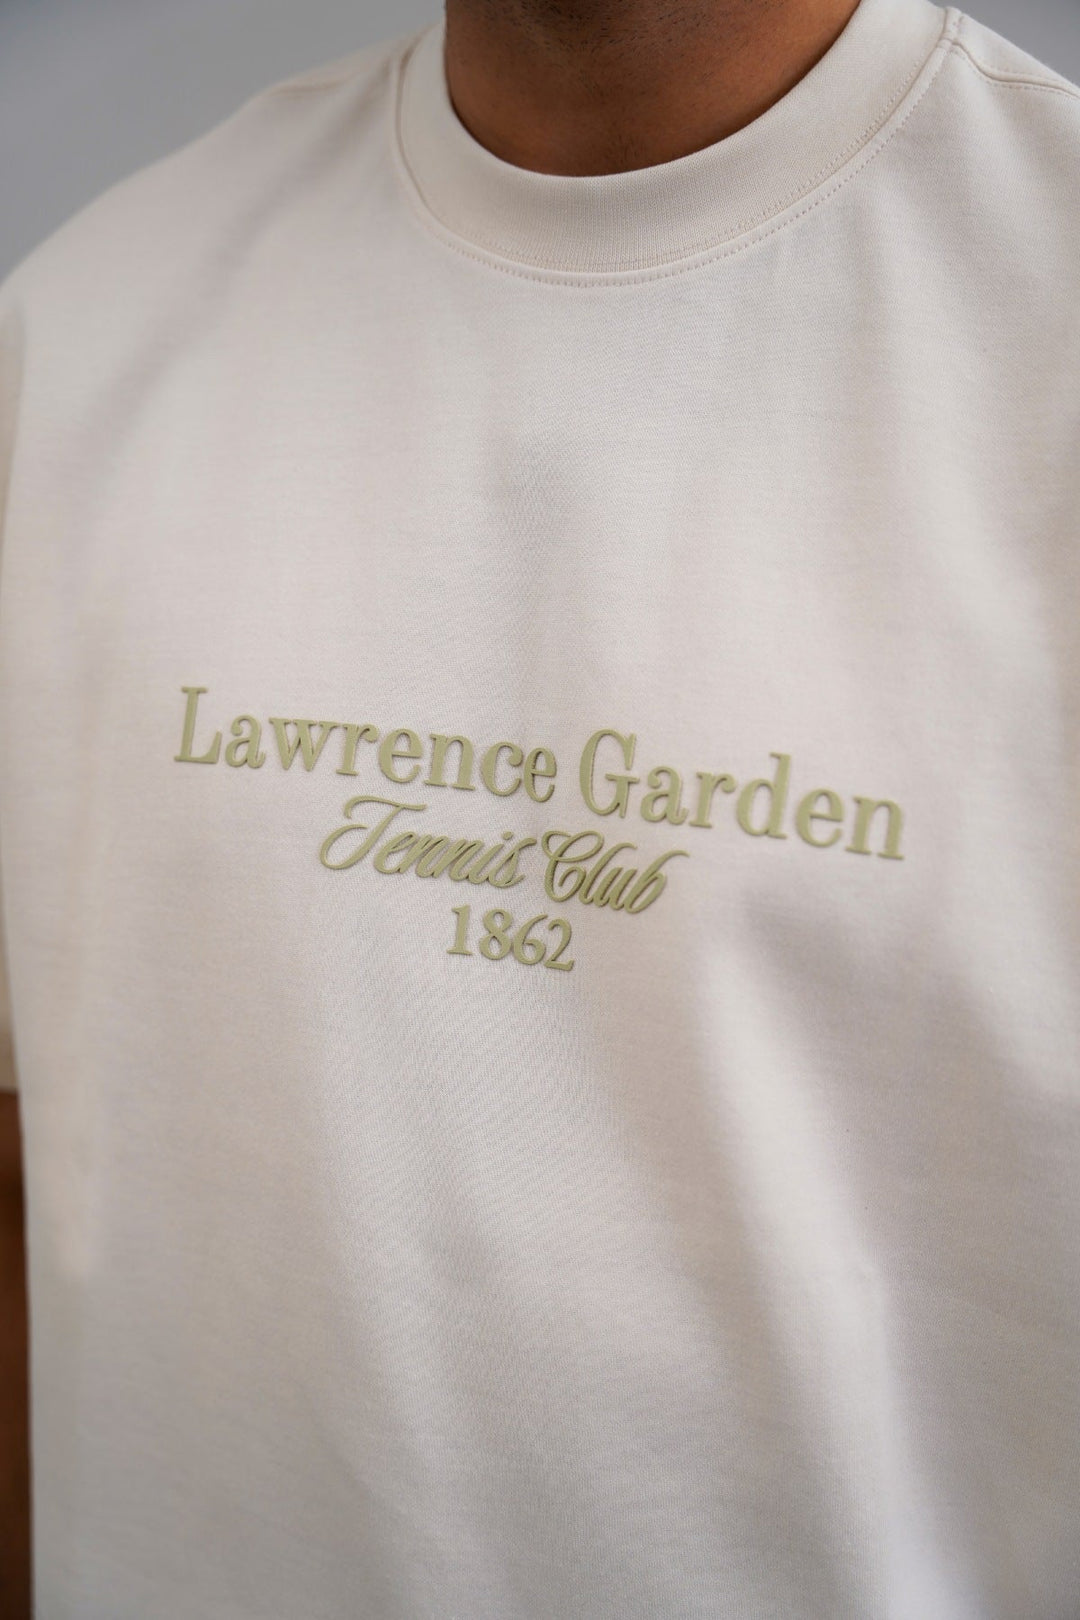 Lawrence Garden
Tennis Club
1862